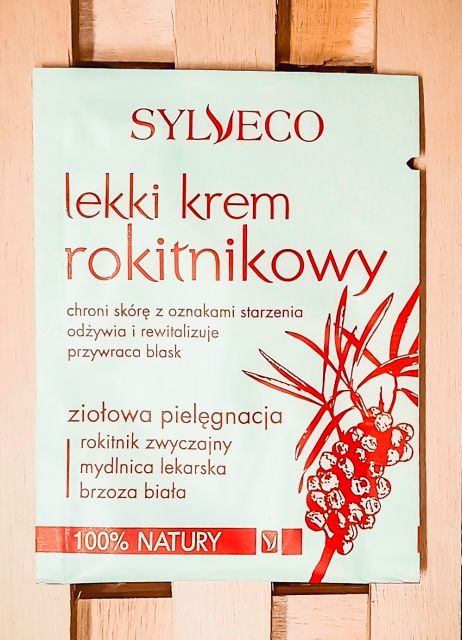 SYLVECO
lekki krem
rokitnikowy
chroni skórę z oznakami starzenia
odżywia i rewitalizuje
przywraca blask
ziołowa pielęgnacja
rokitnik zwyczajny
mydlnica lekarska
brzoza biała
100% NATURY